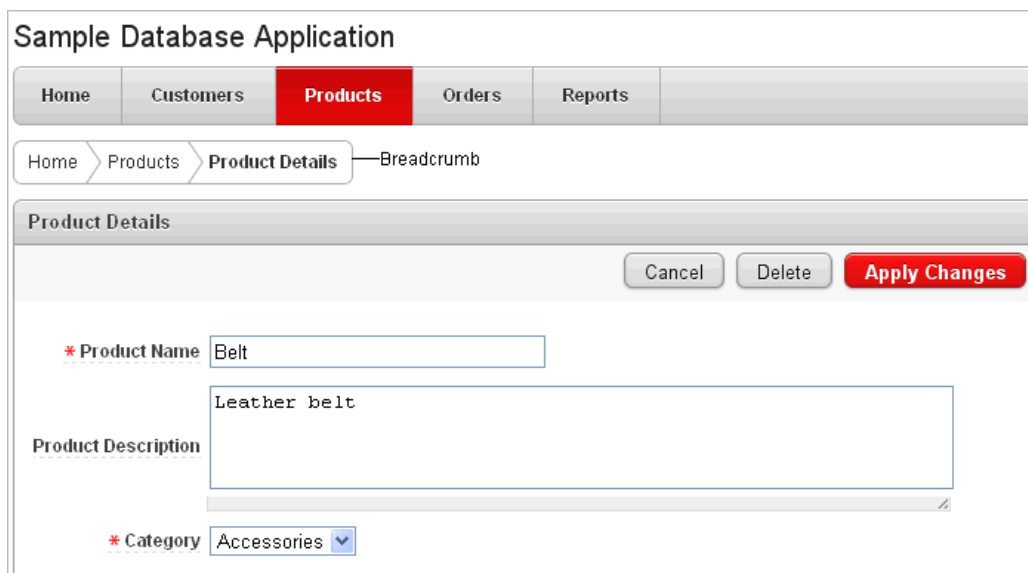 Sample Database Application
Home Customers Products Orders Reports
Home Products Product Details Breadcrumb
Product Details
Cancel Delete Apply Changes
* Product Name Belt
Leather belt
Product Description
* Category Accessories